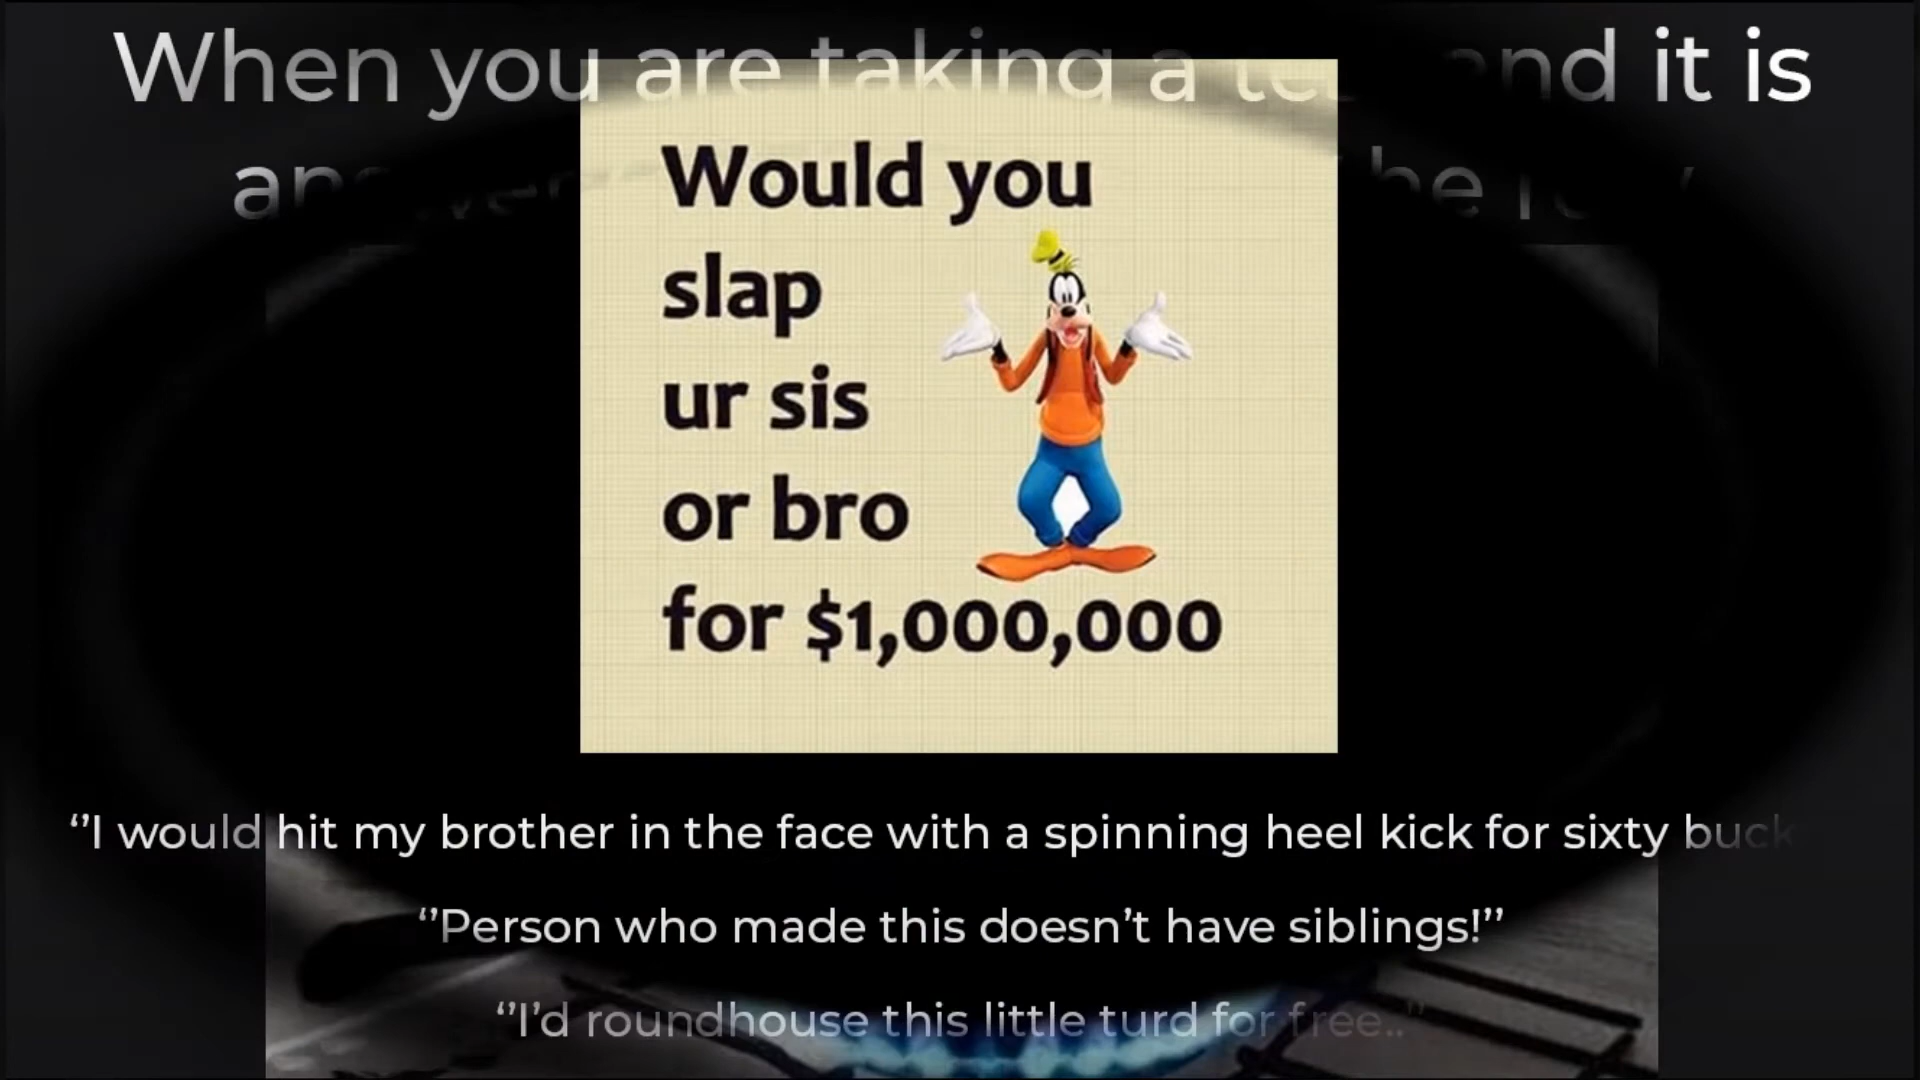 When you are taking a and it is
Would you
slap
ur sis
or bro
for $1,000,000
‘’I would hit my brother in the face with a spinning heel kick for sixty
‘’Person who made this doesn’t have siblings!’’
‘’I’d roundhouse this little turd for free..’’